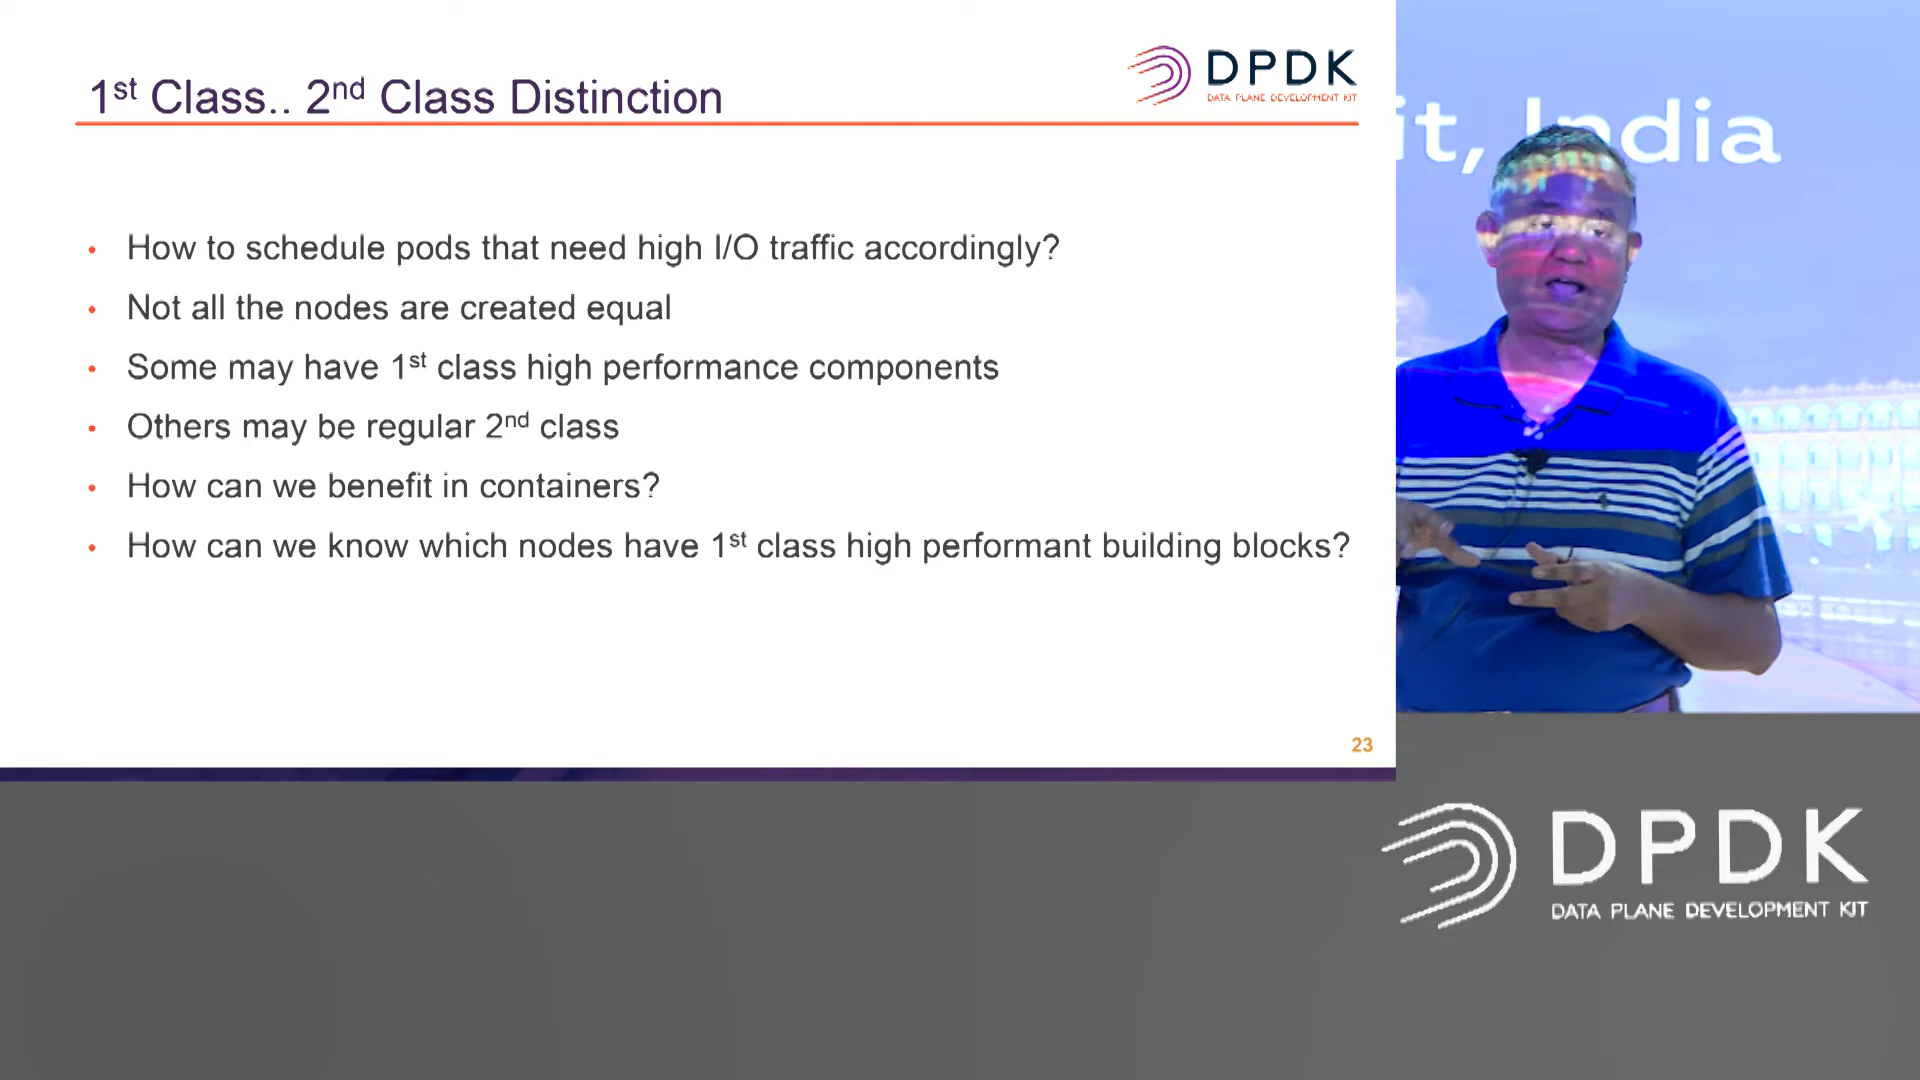 1st Class.. 2nd Class Distinction
DPDK
DATA PLANE DEVELOPMENT KIT
• How to schedule pods that need high I/O traffic accordingly?
• Not all the nodes are created equal
• Some may have 1st class high performance components
• Others may be regular 2nd class
• How can we benefit in containers?
• How can we know which nodes have 1st class high performant building blocks?
23
it, India
DPDK
DATA PLANE DEVELOPMENT KIT